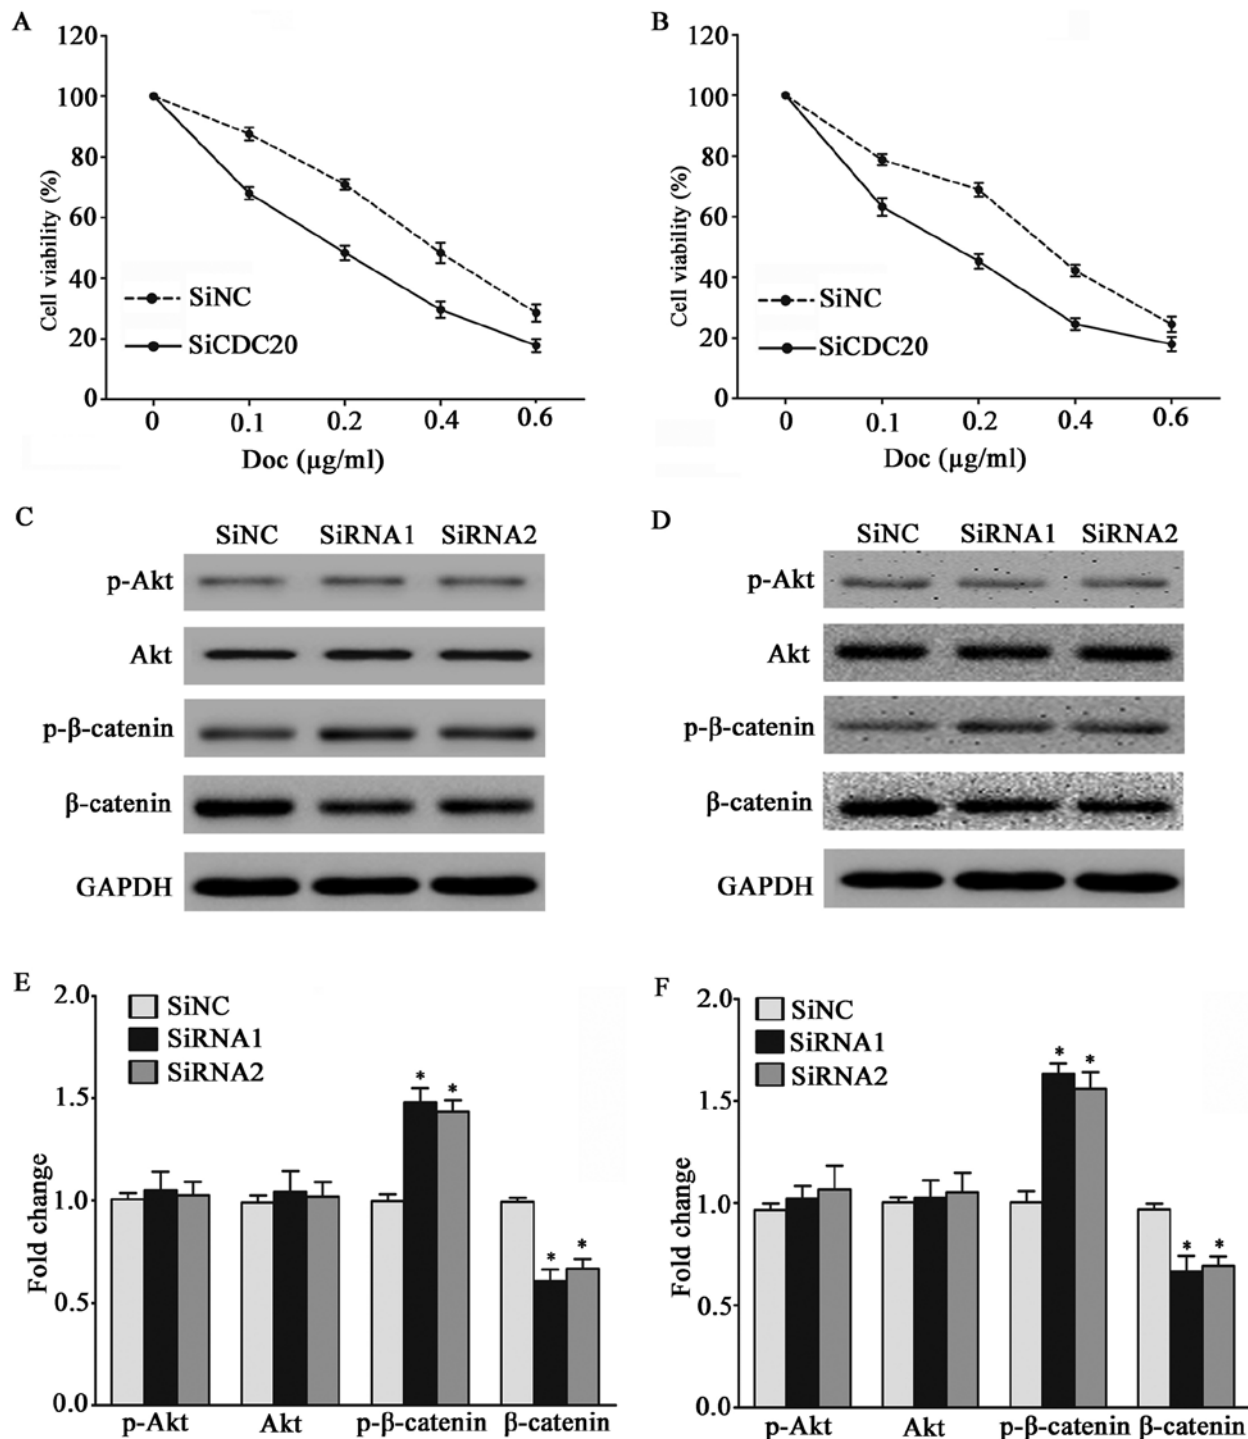 A
120
100
80
60
40
20
0
Cell viability (%)
SiNC
SiCDC20
0 0.1 0.2 0.4 0.6
Doc (μg/ml)
B
120
100
80
60
40
20
0
Cell viability (%)
SiNC
SiCDC20
0 0.1 0.2 0.4 0.6
Doc (μg/ml)
C
SiNC SiRNA1 SiRNA2
p-Akt
Akt
p-β-catenin
β-catenin
GAPDH
D
SiNC SiRNA1 SiRNA2
p-Akt
Akt
p-β-catenin
β-catenin
GAPDH
E
2.0
1.5
1.0
0.5
0.0
Fold change
SiNC
SiRNA1
SiRNA2
* *
* *
p-Akt Akt p-β-catenin β-catenin
F
2.0
1.5
1.0
0.5
0.0
Fold change
SiNC
SiRNA1
SiRNA2
* *
* *
p-Akt Akt p-β-catenin β-catenin